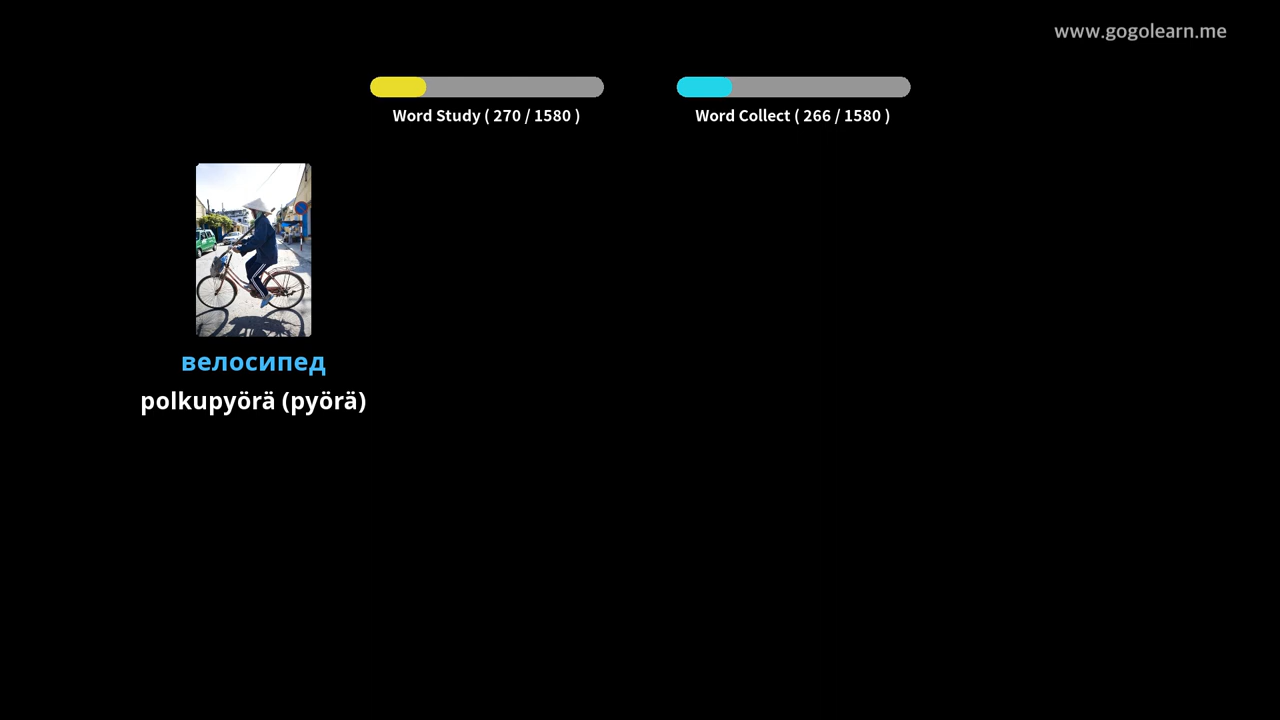 www.gogolearn.me
Word Study ( 270 / 1580 )
Word Collect ( 266 / 1580 )
велосипед
polkupyörä (pyörä)